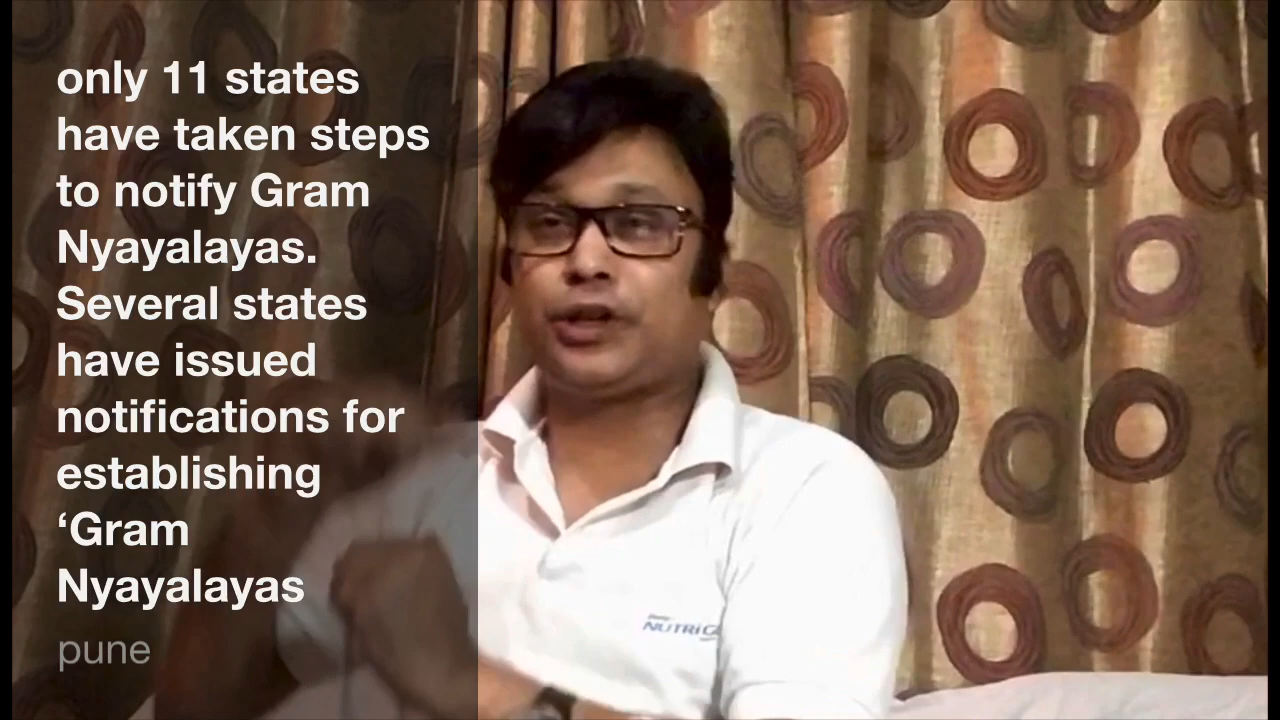 only 11 states
have taken steps
to notify Gram
Nyayalayas.
Several states
have issued
notifications for
establishing
‘Gram
Nyayalayas
pune